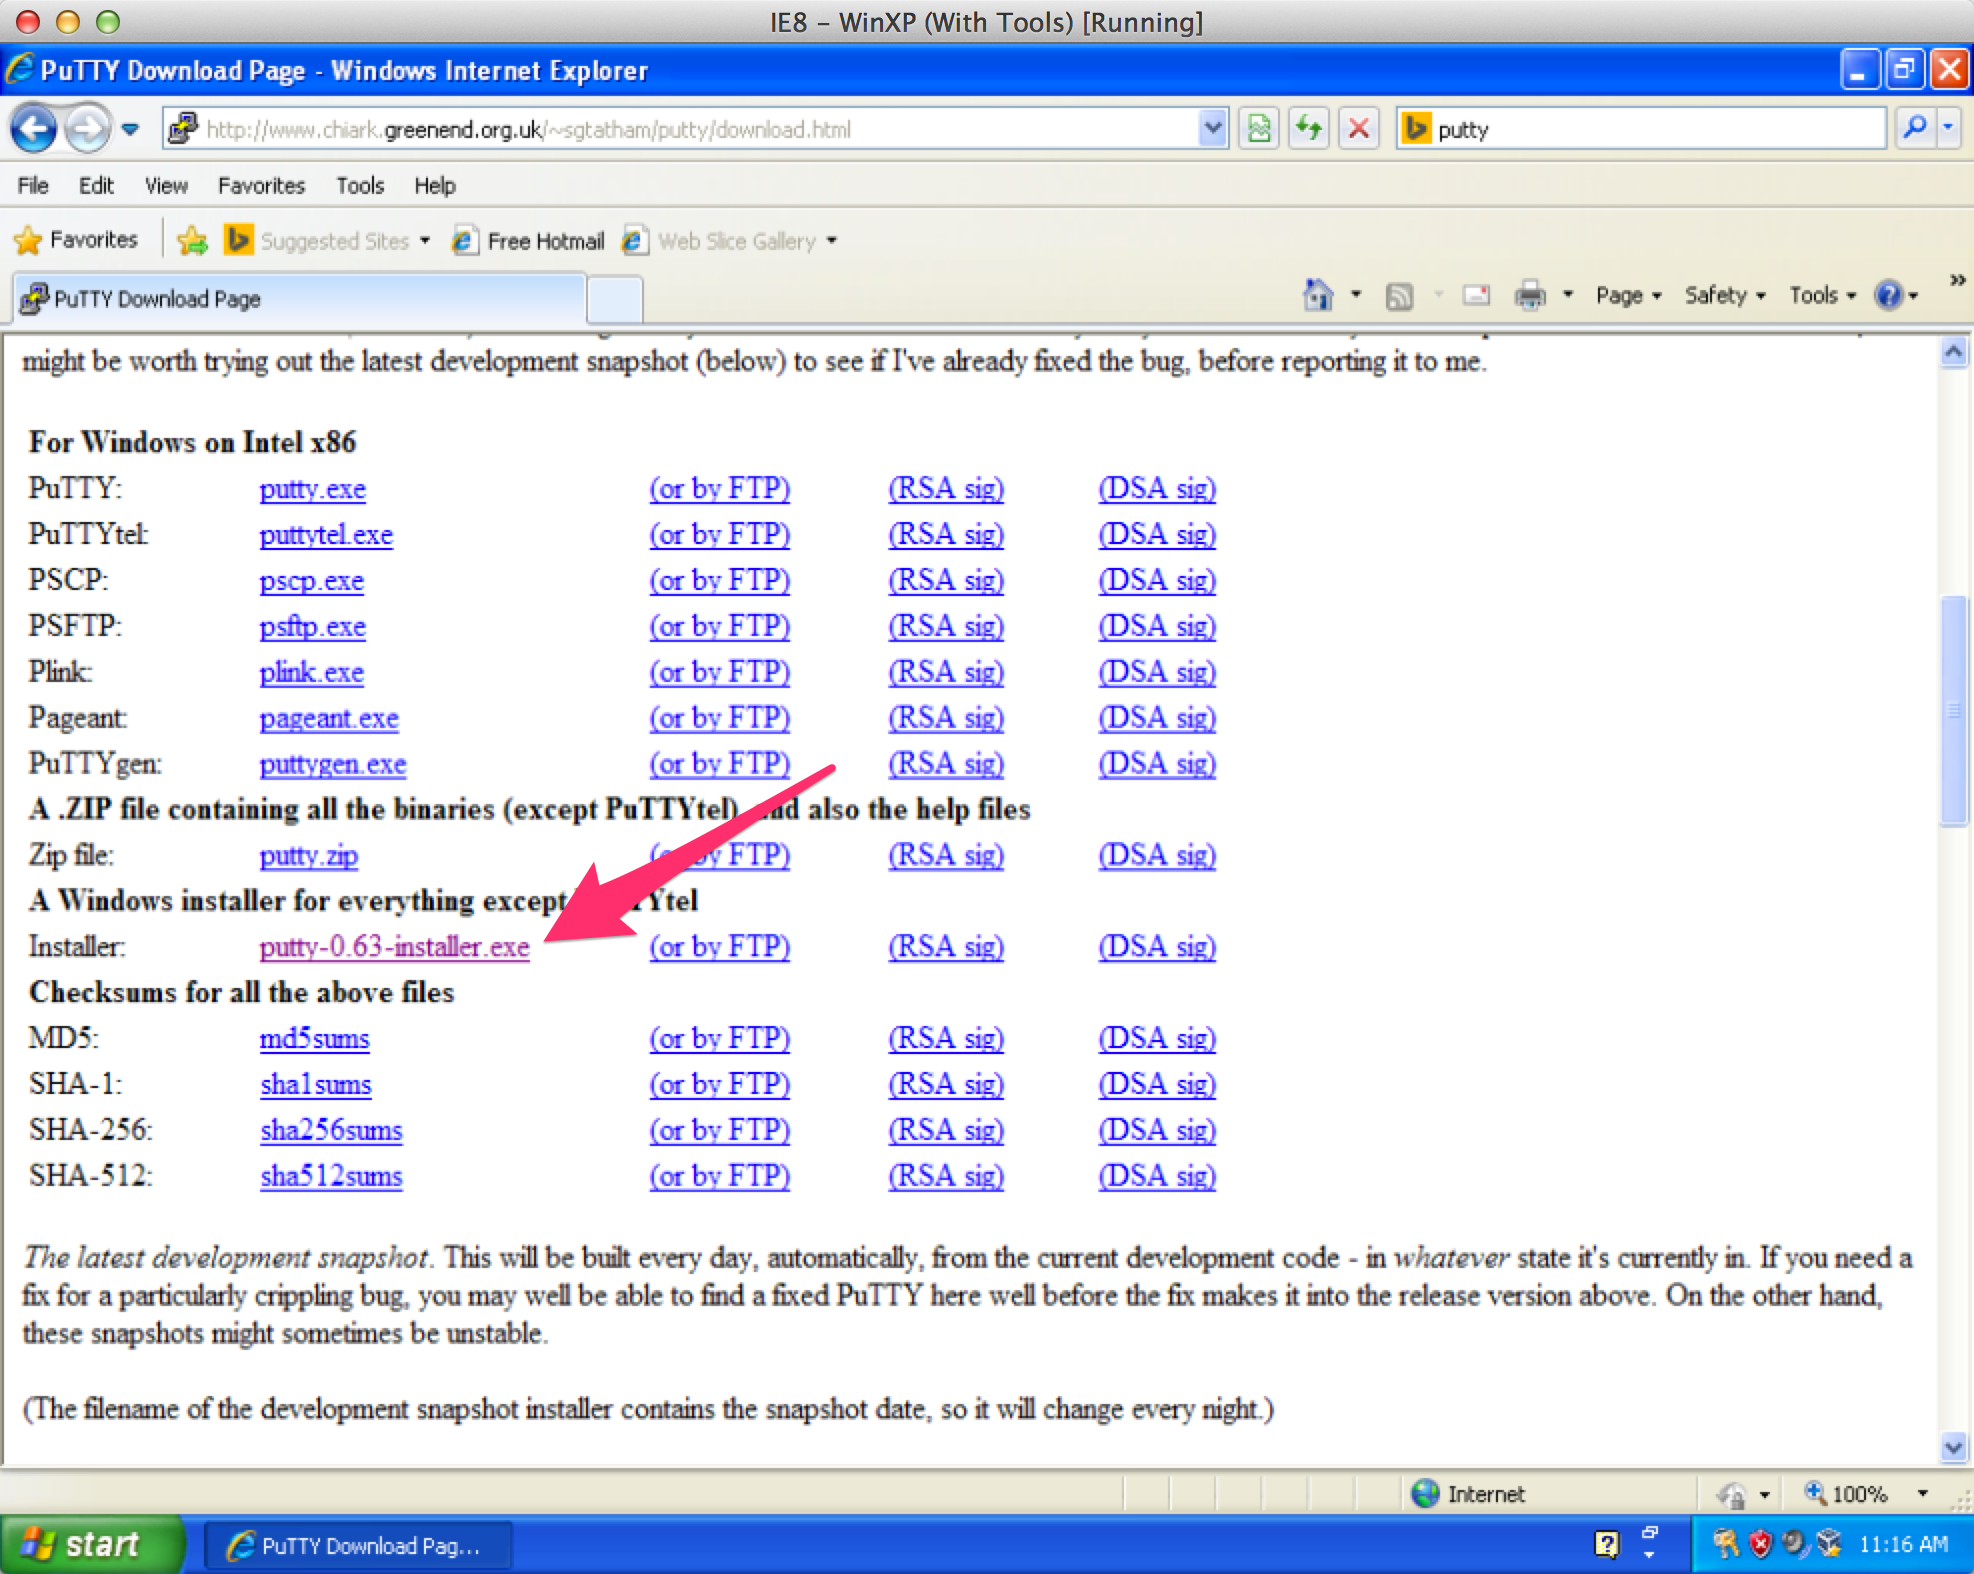 IE8 – WinXP (With Tools) [Running]
PuTTY Download Page - Windows Internet Explorer
http://www.chiark.greenend.org.uk/~sgtatham/putty/download.html
putty
File Edit View Favorites Tools Help
Favorites Suggested Sites Free Hotmail Web Slice Gallery
PuTTY Download Page
Page Safety Tools
might be worth trying out the latest development snapshot (below) to see if I've already fixed the bug, before reporting it to me.
For Windows on Intel x86
PuTTY: putty.exe (or by FTP) (RSA sig) (DSA sig)
PuTTYtel: puttytel.exe (or by FTP) (RSA sig) (DSA sig)
PSCP: pscp.exe (or by FTP) (RSA sig) (DSA sig)
PSFTP: psftp.exe (or by FTP) (RSA sig) (DSA sig)
Plink: plink.exe (or by FTP) (RSA sig) (DSA sig)
Pageant: pageant.exe (or by FTP) (RSA sig) (DSA sig)
PuTTYgen: puttygen.exe (or by FTP) (RSA sig) (DSA sig)
A .ZIP file containing all the binaries (except PuTTYtel), and also the help files
Zip file: putty.zip (or by FTP) (RSA sig) (DSA sig)
A Windows installer for everything except PuTTYtel
Installer: putty-0.63-installer.exe (or by FTP) (RSA sig) (DSA sig)
Checksums for all the above files
MD5: md5sums (or by FTP) (RSA sig) (DSA sig)
SHA-1: sha1sums (or by FTP) (RSA sig) (DSA sig)
SHA-256: sha256sums (or by FTP) (RSA sig) (DSA sig)
SHA-512: sha512sums (or by FTP) (RSA sig) (DSA sig)
The latest development snapshot. This will be built every day, automatically, from the current development code - in whatever state it's currently in. If you need a
fix for a particularly crippling bug, you may well be able to find a fixed PuTTY here well before the fix makes it into the release version above. On the other hand,
these snapshots might sometimes be unstable.
(The filename of the development snapshot installer contains the snapshot date, so it will change every night.)
Internet 100%
start PuTTY Download Pag... 11:16 AM